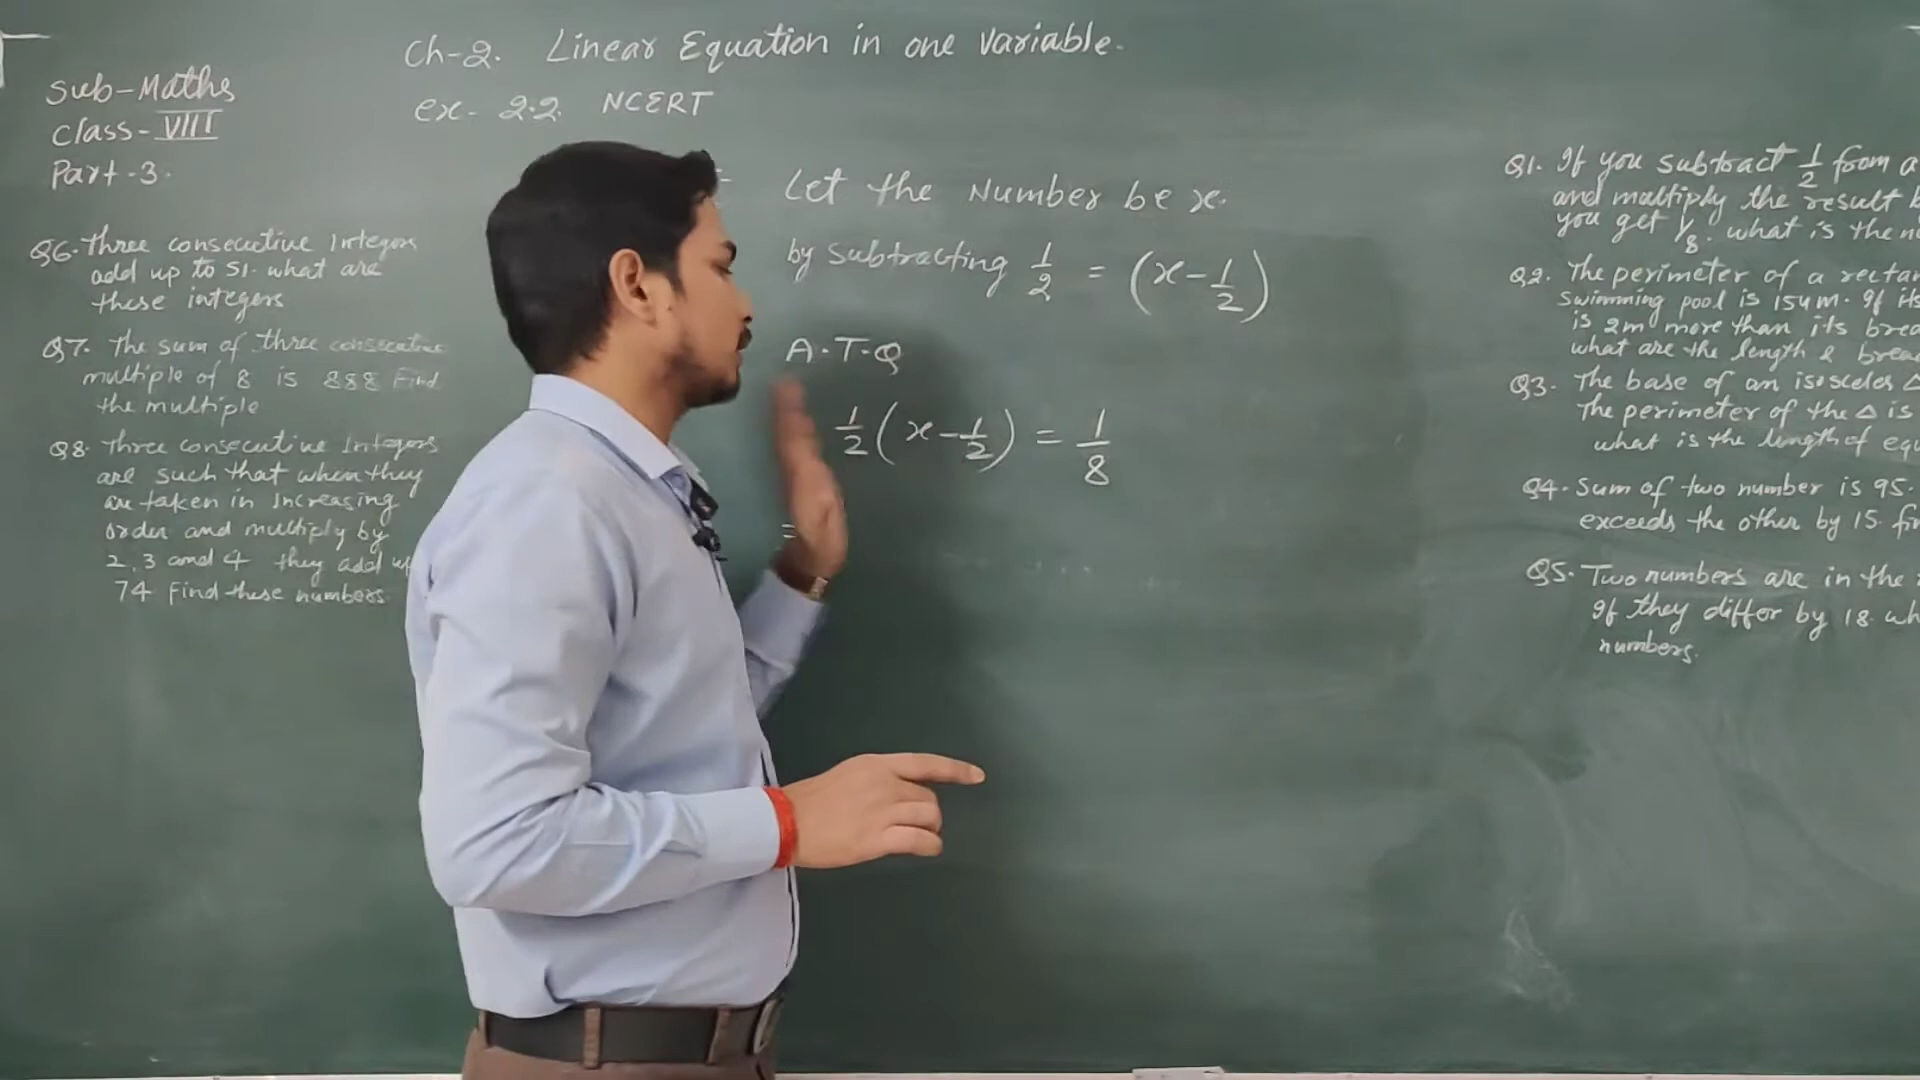 Ch-2. Linear Equation in one variable.
ex- 2.2. NCERT
Sub-Maths
Class-VIII
Part-3.
Q6. Three consecutive Integers
add up to 51. what are
these integers
Q7. The sum of three consecutive
multiple of 8 is 888 Find
the multiple
Q8. Three consecutive Integers
are such that when they
are taken in Increasing
order and multiply by
2, 3 and 4 they add
74 Find these numbers.
Let the Number be x.
by subtracting 1/2 = (x - 1/2)
A.T.Q
1/2 (x - 1/2) = 1/8
=
Q1. If you subtract 1/2 from a
and multiply the result
you get 1/8. what is the
Q2. The perimeter of a
swimming pool is 154m. If its
is 2m more than its
what are the length &
Q3. The base of an isosceles △
The perimeter of the △ is
what is the length of
Q4. Sum of two number is 95.
exceeds the other by 15.
Q5. Two numbers are in the
If they differ by 18.
numbers.